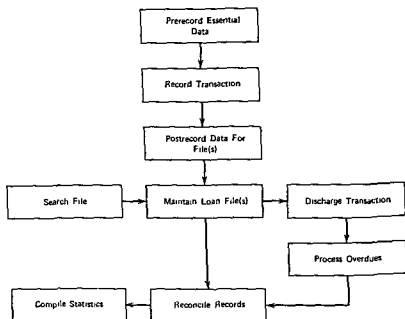 Prerecord Essential
Data
Record Transaction
Postrecord Data For
File(s)
Search File
Maintain Loan File(s)
Discharge Transaction
Process Overdues
Compile Statistics
Reconcile Records